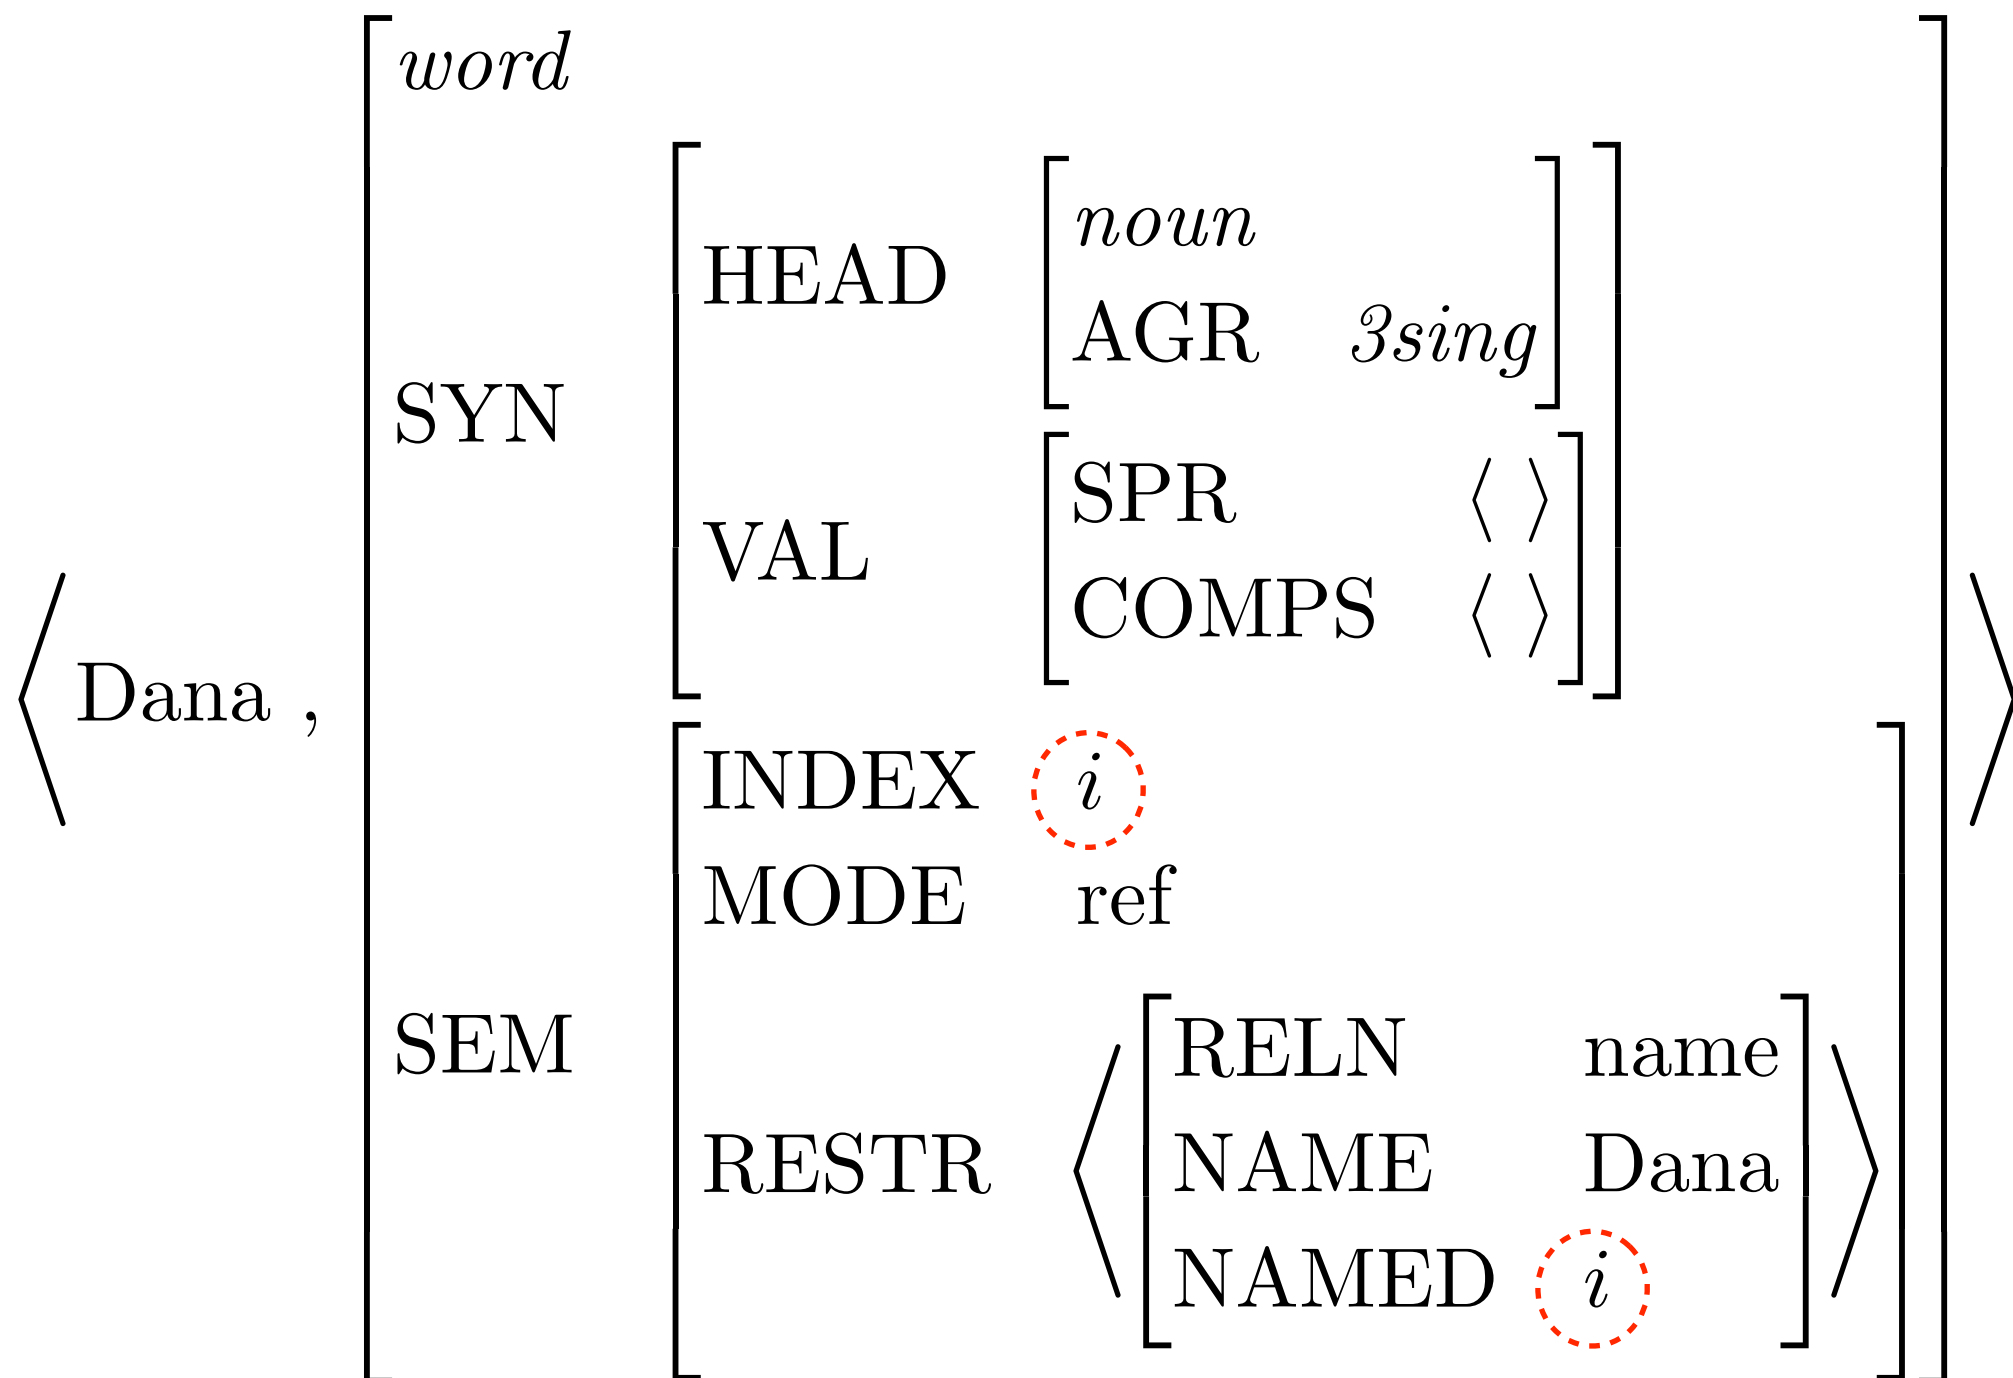 word
HEAD noun
AGR 3sing
SYN
VAL SPR ⟨ ⟩
COMPS ⟨ ⟩
⟨ Dana , ⟩
INDEX i
MODE ref
SEM
RESTR ⟨ RELN name ⟩
NAME Dana
NAMED i